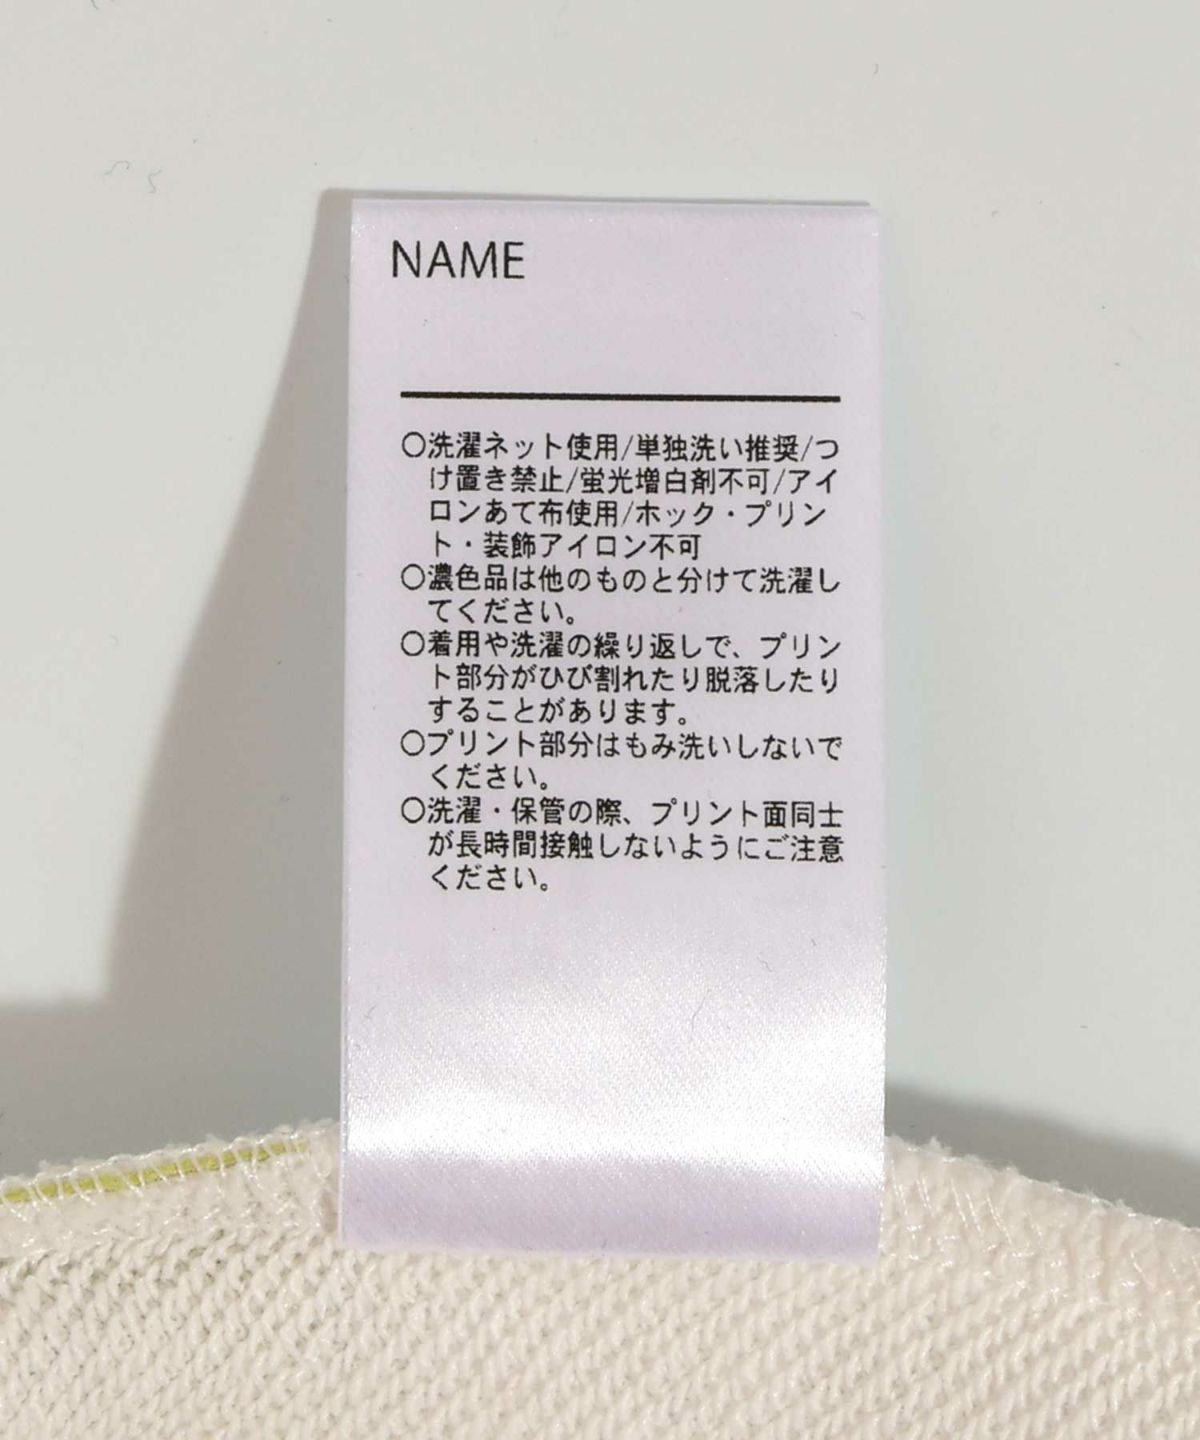 NAME
○洗濯ネット使用/単独洗い推奨/つ
け置き禁止/蛍光増白剤不可/アイ
ロンあて布使用/ホック・プリン
ト・装飾アイロン不可
○濃色品は他のものと分けて洗濯し
てください。
○着用や洗濯の繰り返しで、プリン
ト部分がひび割れたり脱落したり
することがあります。
○プリント部分はもみ洗いしないで
ください。
○洗濯・保管の際、プリント面同士
が長時間接触しないようにご注意
ください。